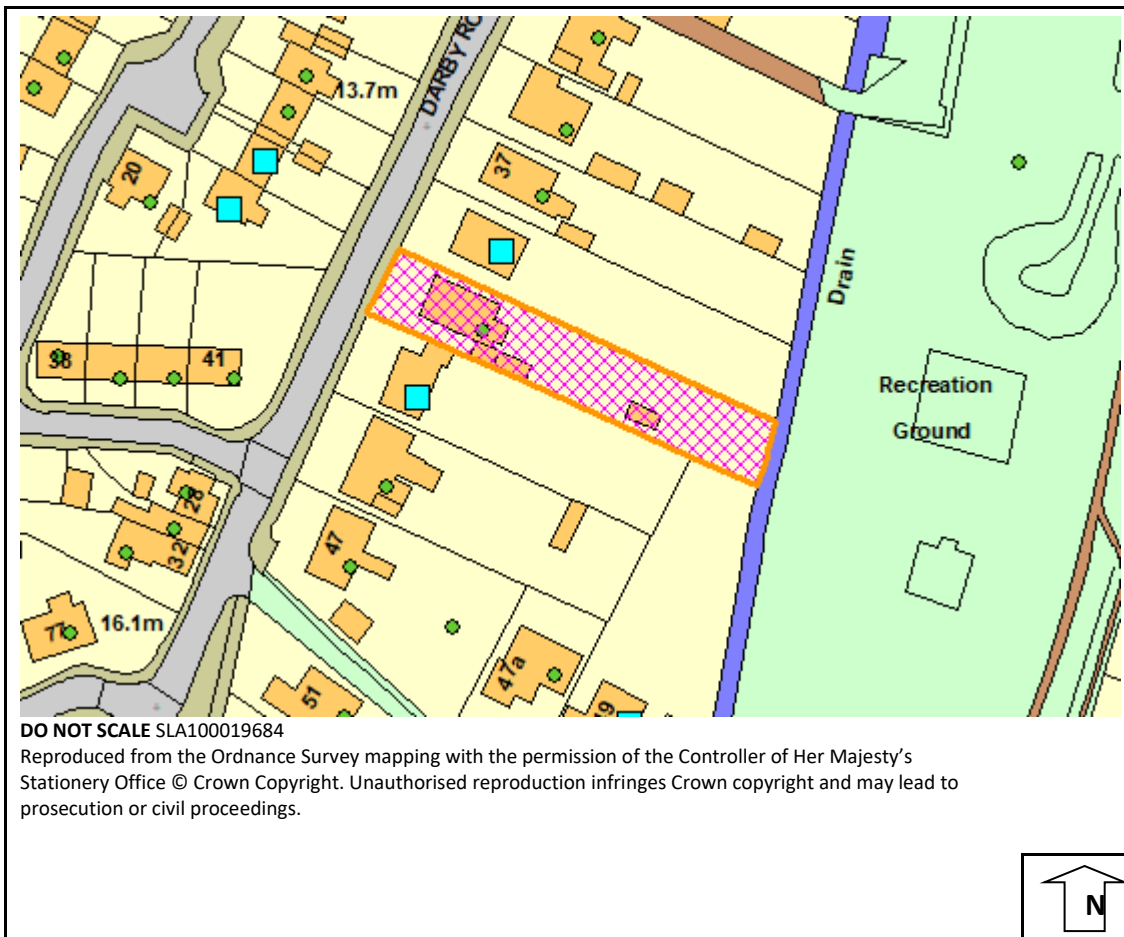 DARBY RO
13.7m
20
37
Drain
38
41
Recreation
Ground
28
32
47
77
16.1m
47a
51
19
DO NOT SCALE SLA100019684
Reproduced from the Ordnance Survey mapping with the permission of the Controller of Her Majesty's
Stationery Office © Crown Copyright. Unauthorised reproduction infringes Crown copyright and may lead to
prosecution or civil proceedings.
N